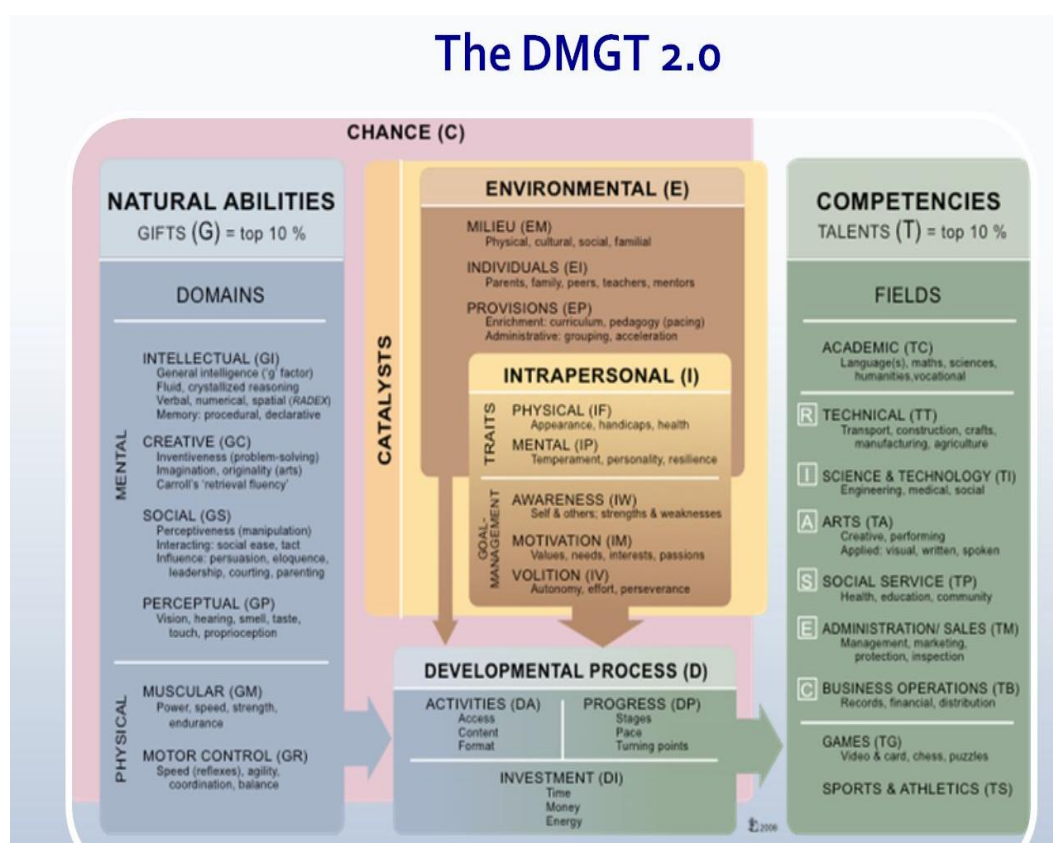 The DMGT 2.0
CHANCE (C)
NATURAL ABILITIES
GIFTS (G) = top 10 %
DOMAINS
MENTAL
INTELLECTUAL (GI)
General intelligence ('g' factor)
Fluid, crystallized reasoning
Verbal, numerical, spatial (RADEX)
Memory: procedural, declarative
CREATIVE (GC)
Inventiveness (problem-solving)
Imagination, originality (arts)
Carroll's 'retrieval fluency'
SOCIAL (GS)
Perceptiveness (manipulation)
Interacting: social ease, tact
Influence: persuasion, eloquence,
leadership, courting, parenting
PERCEPTUAL (GP)
Vision, hearing, smell, taste,
touch, proprioception
PHYSICAL
MUSCULAR (GM)
Power, speed, strength,
endurance
MOTOR CONTROL (GR)
Speed (reflexes), agility,
coordination, balance
CATALYSTS
ENVIRONMENTAL (E)
MILIEU (EM)
Physical, cultural, social, familial
INDIVIDUALS (EI)
Parents, family, peers, teachers, mentors
PROVISIONS (EP)
Enrichment: curriculum, pedagogy (pacing)
Administrative: grouping, acceleration
INTRAPERSONAL (I)
TRAITS
PHYSICAL (IF)
Appearance, handicaps, health
MENTAL (IP)
Temperament, personality, resilience
GOAL-
MANAGEMENT
AWARENESS (IW)
Self & others; strengths & weaknesses
MOTIVATION (IM)
Values, needs, interests, passions
VOLITION (IV)
Autonomy, effort, perseverance
DEVELOPMENTAL PROCESS (D)
ACTIVITIES (DA)
Access
Content
Format
PROGRESS (DP)
Stages
Pace
Turning points
INVESTMENT (DI)
Time
Money
Energy
COMPETENCIES
TALENTS (T) = top 10 %
FIELDS
ACADEMIC (TC)
Language(s), maths, sciences,
humanities,vocational
R TECHNICAL (TT)
Transport, construction, crafts,
manufacturing, agriculture
I SCIENCE & TECHNOLOGY (TI)
Engineering, medical, social
A ARTS (TA)
Creative, performing
Applied: visual, written, spoken
S SOCIAL SERVICE (TP)
Health, education, community
E ADMINISTRATION/ SALES (TM)
Management, marketing,
protection, inspection
C BUSINESS OPERATIONS (TB)
Records, financial, distribution
GAMES (TG)
Video & card, chess, puzzles
SPORTS & ATHLETICS (TS)
2006